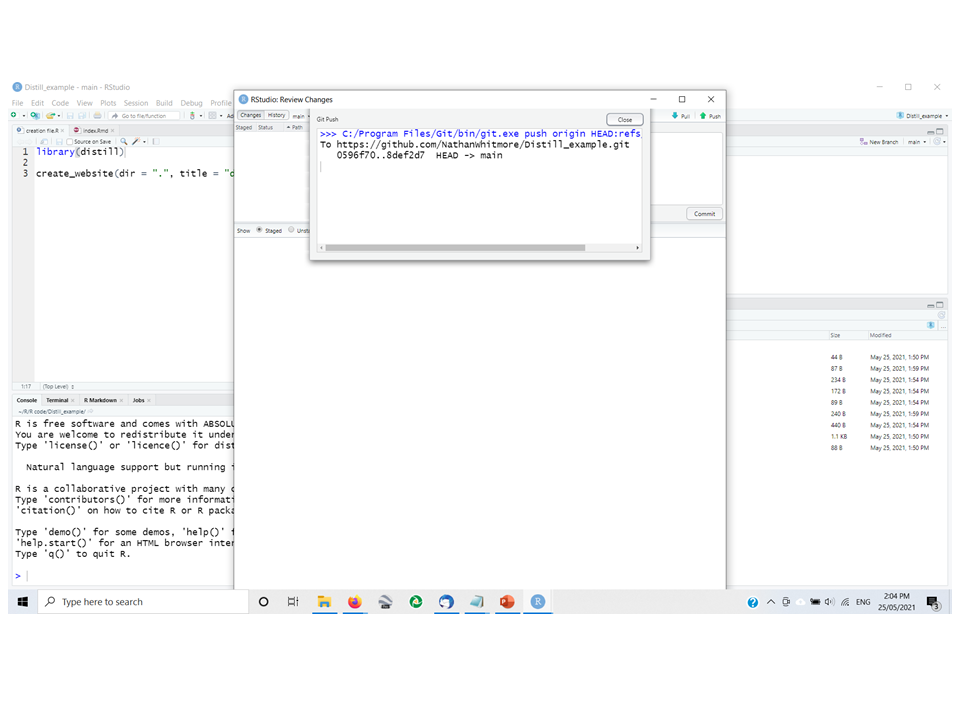 Distill_example - main - RStudio
File Edit Code View Plots Session Build Debug Profile
Go to file/function
Distill_example
creation file.R
index.Rmd
Source on Save
1 library(distill)
2
3 create_website(dir = ".", title = "d
1:17 (Top Level)
Console Terminal R Markdown Jobs
~/R/R code/Distill_example/
R is free software and comes with ABSOLU
You are welcome to redistribute it under
Type 'license()' or 'licence()' for dist
Natural language support but running
R is a collaborative project with many
Type 'contributors()' for more informati
'citation()' on how to cite R or R packa
Type 'demo()' for some demos, 'help()'
'help.start()' for an HTML browser inter
Type 'q()' to quit R.
>
RStudio: Review Changes
Changes History main
Pull Push
Staged Status Path
Git Push
Close
>>> C:/Program Files/Git/bin/git.exe push origin HEAD:refs
To https://github.com/NathanWhitmore/Distill_example.git
0596f70..8def2d7 HEAD -> main
Commit
Show Staged Unst
New Branch main
Size Modified
44 B May 25, 2021, 1:50 PM
87 B May 25, 2021, 1:59 PM
234 B May 25, 2021, 1:54 PM
172 B May 25, 2021, 1:54 PM
89 B May 25, 2021, 1:54 PM
240 B May 25, 2021, 1:59 PM
440 B May 25, 2021, 1:54 PM
1.1 KB May 25, 2021, 1:50 PM
88 B May 25, 2021, 1:50 PM
Type here to search
ENG
2:04 PM
25/05/2021
3